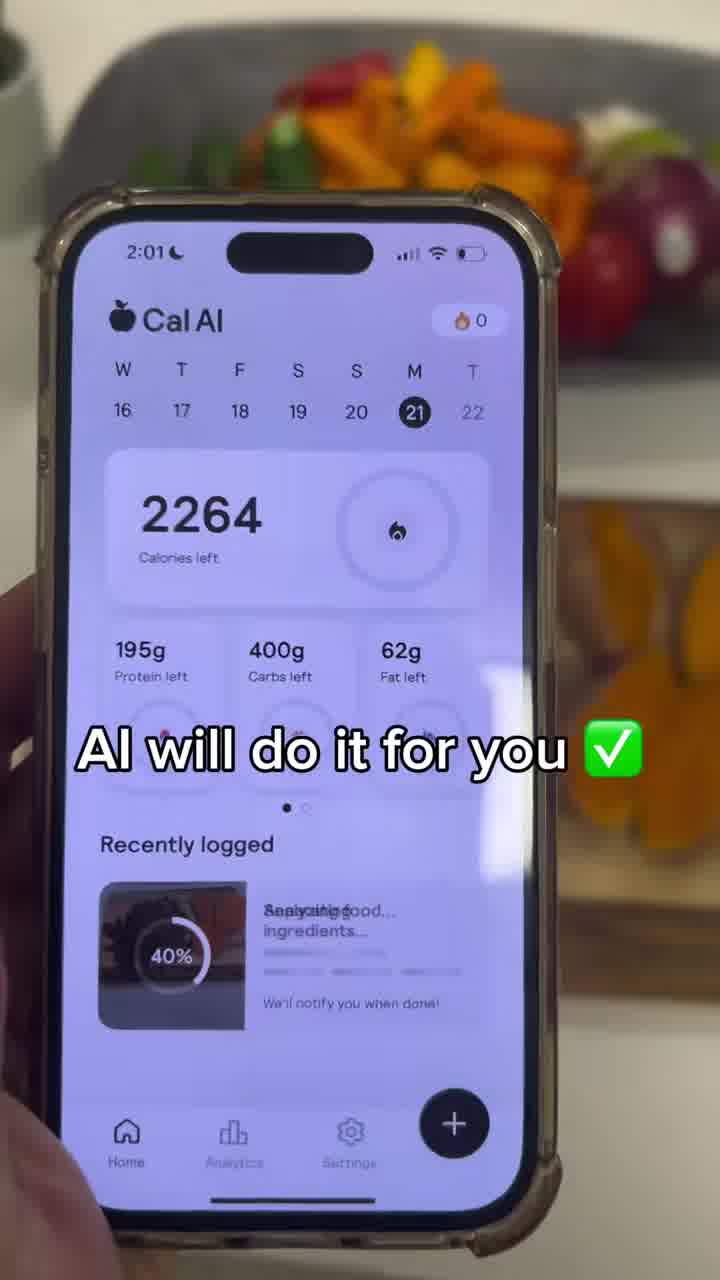 2:01
Cal AI
🔥 0
W T F S S M T
16 17 18 19 20 21 22
2264
Calories left
195g 400g 62g
Protein left Carbs left Fat left
AI will do it for you ✅
Recently logged
40%
food...
ingredients...
We'll notify you when done!
Home Analytics Settings